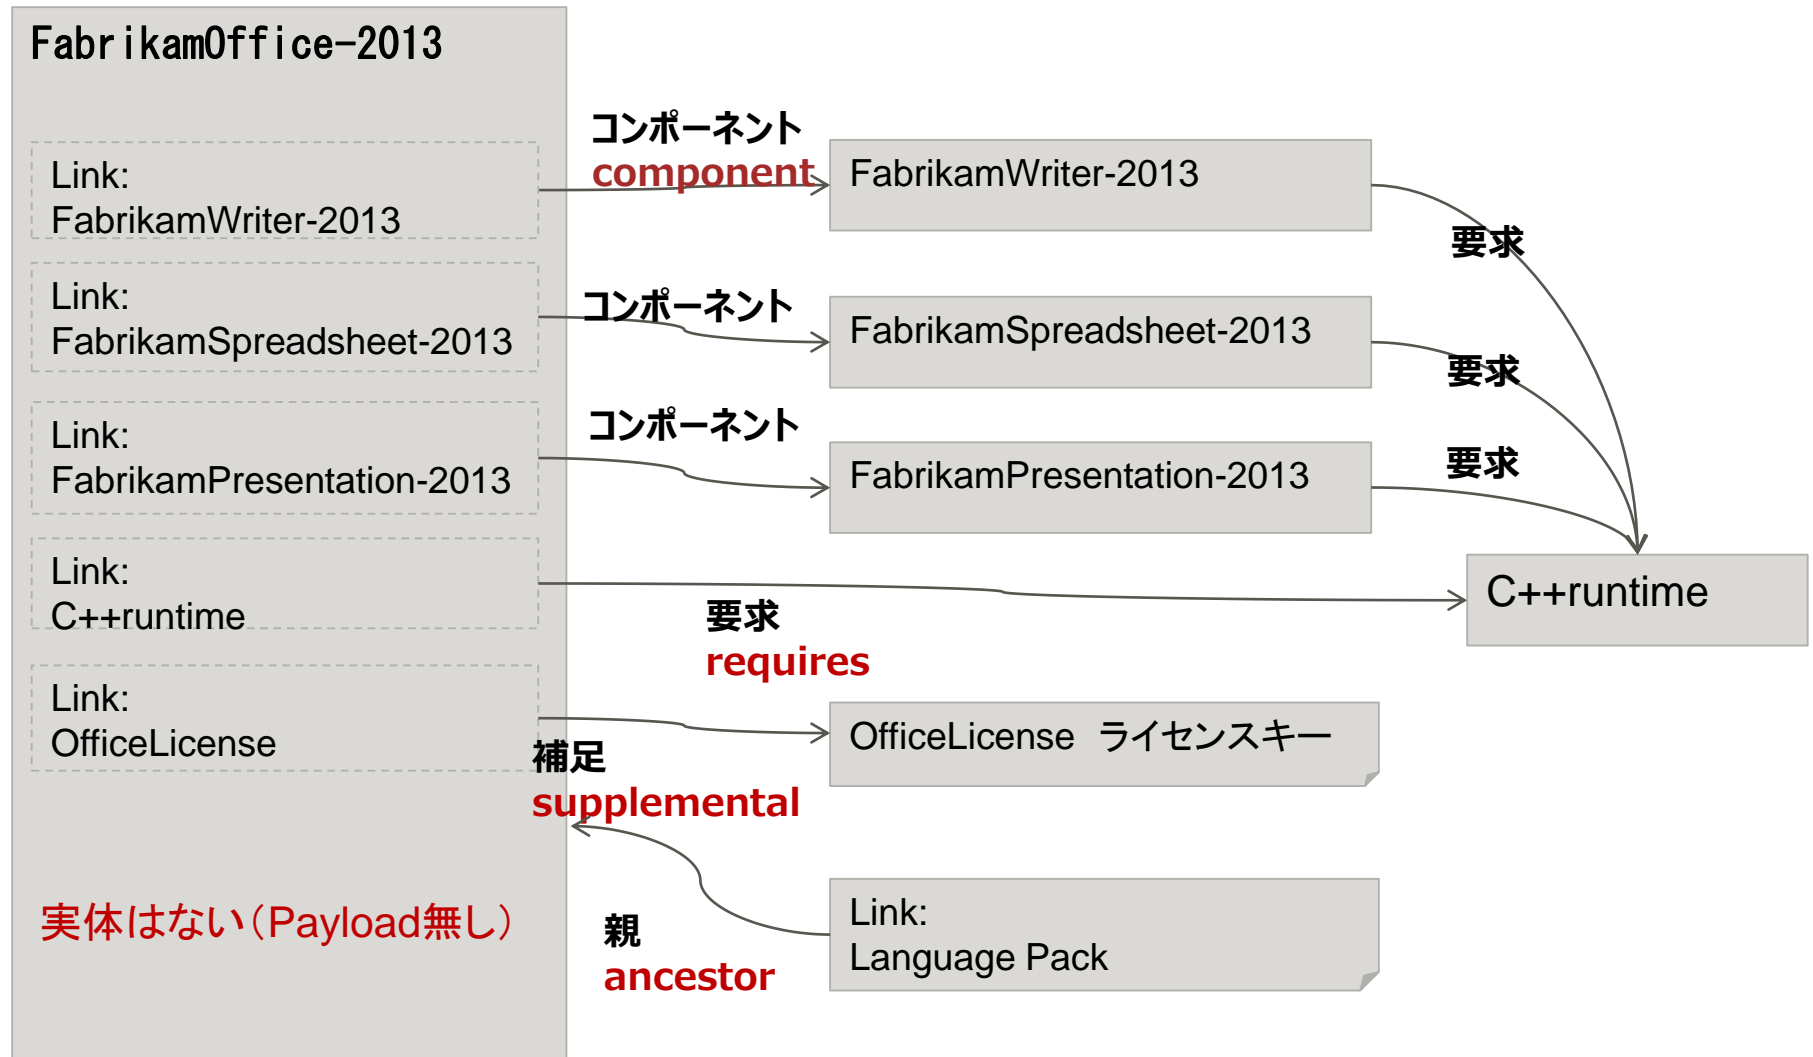 FabrikamOffice-2013
Link:
FabrikamWriter-2013
コンポーネント
component
FabrikamWriter-2013
要求
Link:
FabrikamSpreadsheet-2013
コンポーネント
FabrikamSpreadsheet-2013
要求
Link:
FabrikamPresentation-2013
コンポーネント
FabrikamPresentation-2013
要求
Link:
C++runtime
要求
requires
C++runtime
Link:
OfficeLicense
補足
supplemental
OfficeLicense ライセンスキー
実体はない（Payload無し）
親
ancestor
Link:
Language Pack